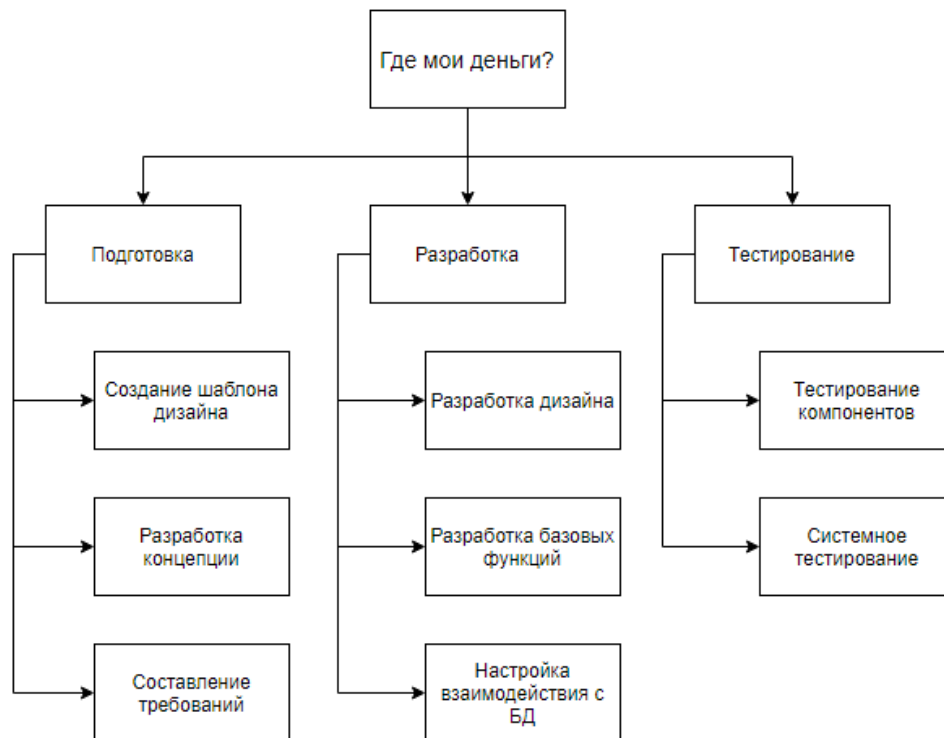 Где мои деньги?
Подготовка
Разработка
Тестирование
Создание шаблона
дизайна
Разработка дизайна
Тестирование
компонентов
Разработка
концепции
Разработка базовых
функций
Системное
тестирование
Составление
требований
Настройка
взаимодействия с
БД